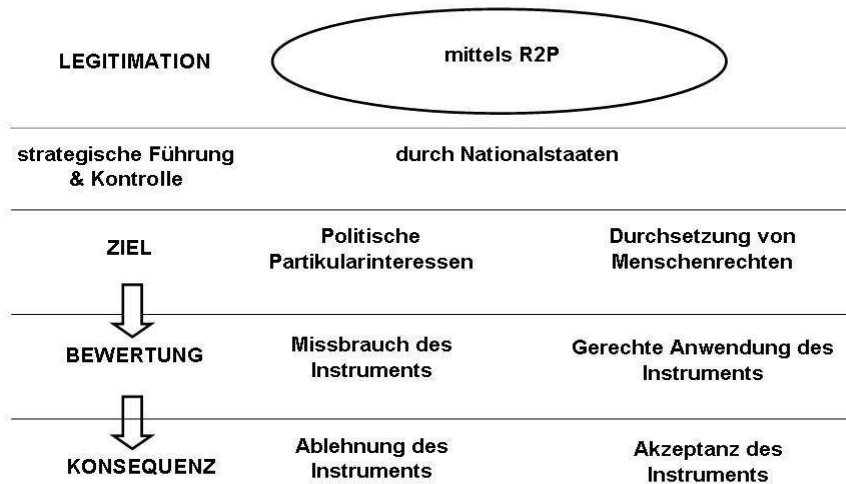 LEGITIMATION
mittels R2P
strategische Führung
& Kontrolle
durch Nationalstaaten
ZIEL
Politische
Partikularinteressen
Durchsetzung von
Menschenrechten
BEWERTUNG
Missbrauch des
Instruments
Gerechte Anwendung des
Instruments
KONSEQUENZ
Ablehnung des
Instruments
Akzeptanz des
Instruments